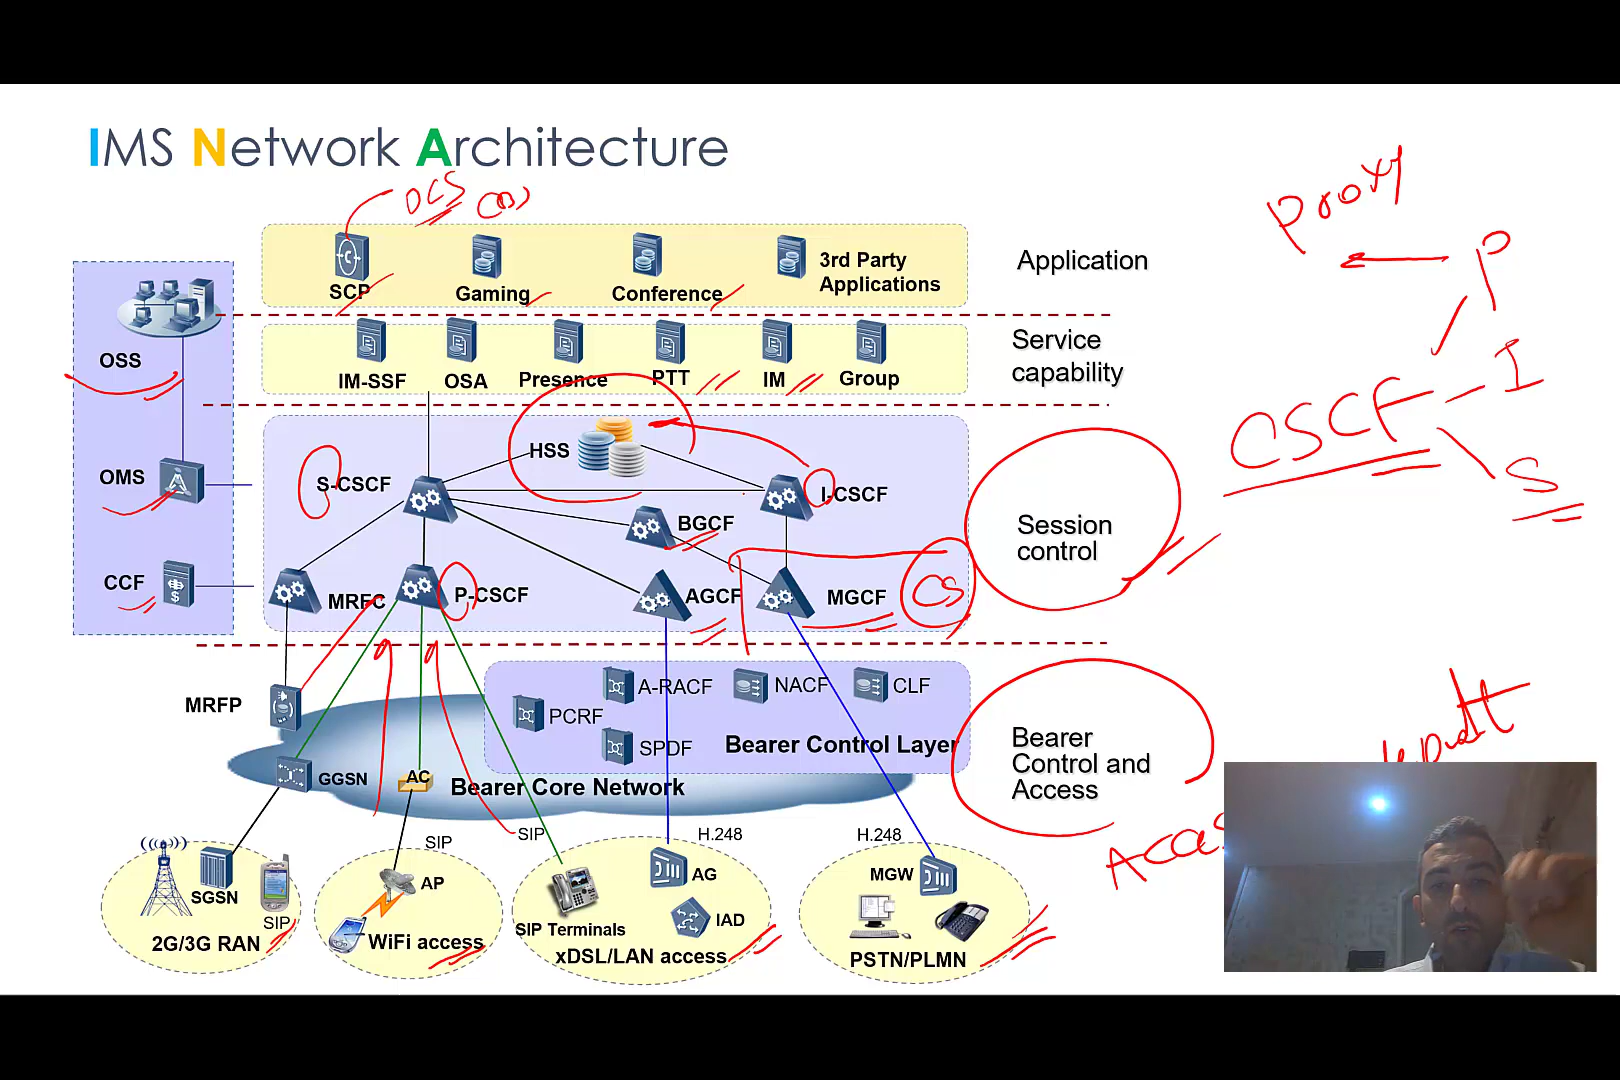 IMS Network Architecture
OCS
Proxy
P
I
CSCF
S
SCP
Gaming
Conference
3rd Party
Applications
Application
OSS
IM-SSF
OSA
Presence
PTT
IM
Group
Service
capability
OMS
S-CSCF
HSS
I-CSCF
BGCF
Session
control
CCF
MRFC
P-CSCF
AGCF
MGCF
CS
MRFP
PCRF
A-RACF
NACF
CLF
SPDF
Bearer Control Layer
Bearer
Control and
Access
GGSN
AC
Bearer Core Network
SIP
SIP
H.248
H.248
SGSN
SIP
2G/3G RAN
AP
WiFi access
SIP Terminals
AG
IAD
xDSL/LAN access
MGW
PSTN/PLMN